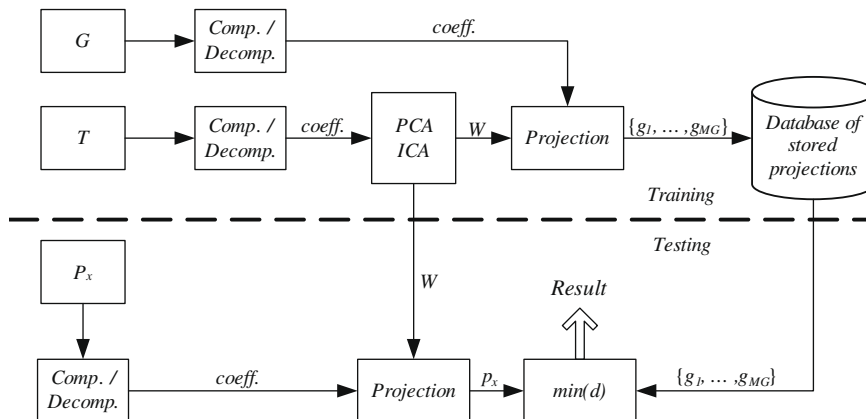 G
Comp. /
Decomp.
coeff.
T
Comp. /
Decomp.
coeff.
PCA
ICA
W
Projection
{g1, … ,gMG}
Database of
stored
projections
Training
Testing
Px
W
Result
Comp. /
Decomp.
coeff.
Projection
px
min(d)
{g1, … ,gMG}